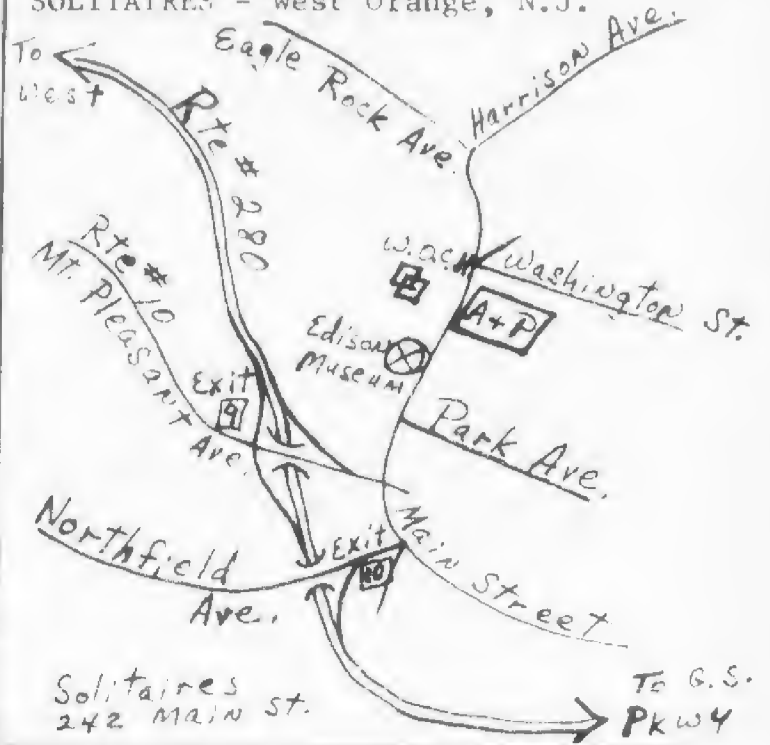 SOLITAIRES - West Orange, N.J.
To
West
Eagle
Rock Ave.
Harrison Ave.
Rte # 280
Rte # 10
Mt. Pleasant
Ave.
Washington St.
A+P
Edison
Museum
Exit
9
Park Ave.
Northfield
Ave.
Exit
10
Main Street
Solitaires
242 Main St.
To G.S.
Pkwy